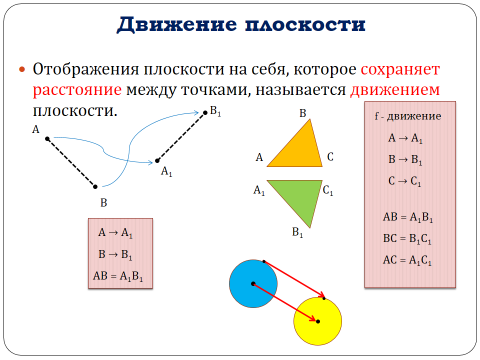 Движение плоскости
• Отображения плоскости на себя, которое сохраняет
расстояние между точками, называется движением
плоскости.
A
B
A₁
B₁
A → A₁
B → B₁
AB = A₁B₁
B
A
C
A₁
C₁
B₁
f - движение
A → A₁
B → B₁
C → C₁
AB = A₁B₁
BC = B₁C₁
AC = A₁C₁